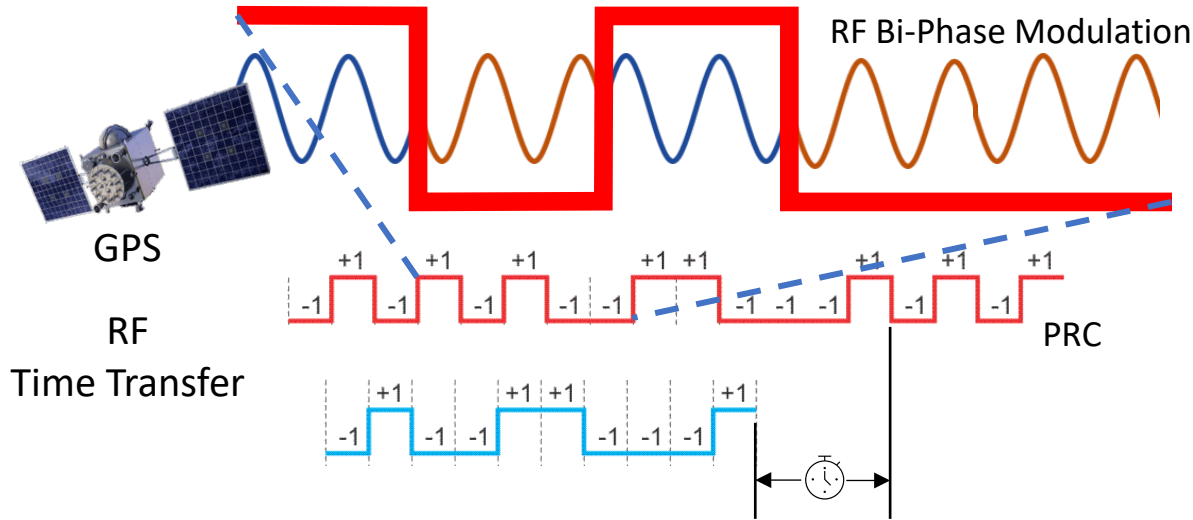 RF Bi-Phase Modulation
GPS
+1 +1 +1 +1 +1 +1 +1 +1
-1 -1 -1 -1 -1 -1 -1 -1 -1 -1
PRC
RF
Time Transfer
+1 +1 +1 +1
-1 -1 -1 -1 -1 -1